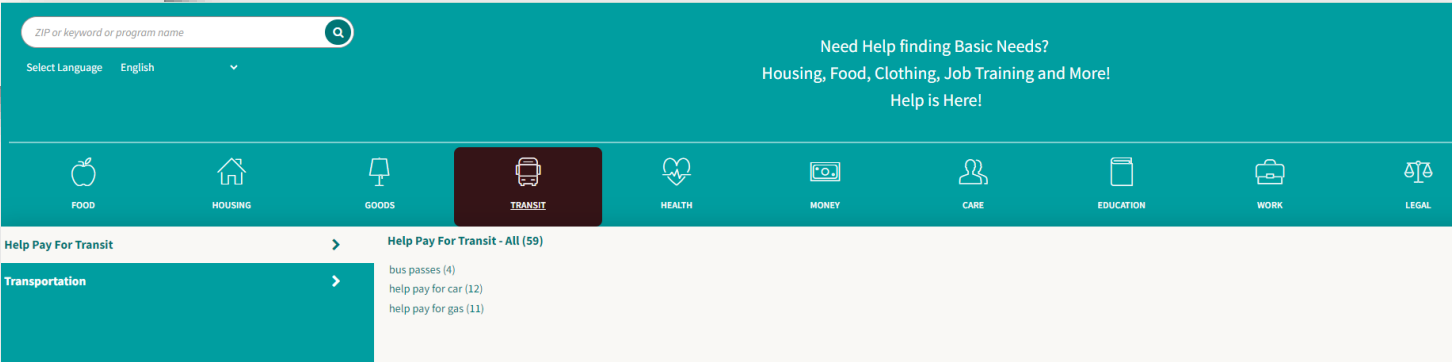 ZIP or keyword or program name
Select Language English
Need Help finding Basic Needs?
Housing, Food, Clothing, Job Training and More!
Help is Here!
FOOD HOUSING GOODS TRANSIT HEALTH MONEY CARE EDUCATION WORK LEGAL
Help Pay For Transit
Transportation
Help Pay For Transit - All (59)
bus passes (4)
help pay for car (12)
help pay for gas (11)